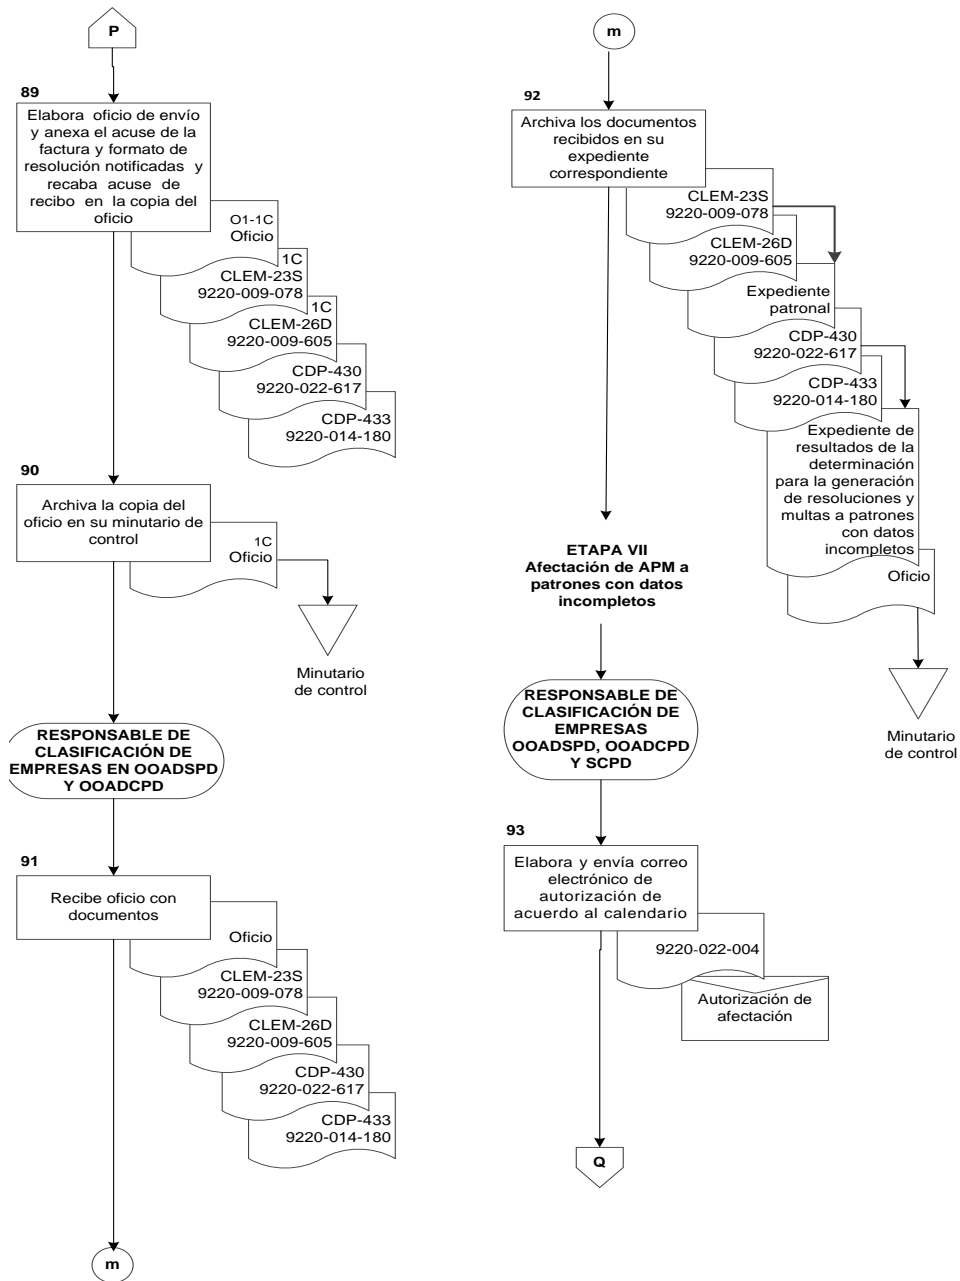 P
89
Elabora oficio de envío
y anexa el acuse de la
factura y formato de
resolución notificadas y
recaba acuse de
recibo en la copia del
oficio
O1-1C
Oficio
1C
CLEM-23S
9220-009-078
1C
CLEM-26D
9220-009-605
CDP-430
9220-022-617
CDP-433
9220-014-180
90
Archiva la copia del
oficio en su minutario de
control
1C
Oficio
Minutario
de control
RESPONSABLE DE
CLASIFICACIÓN DE
EMPRESAS EN OOADSPD
Y OOADCPD
91
Recibe oficio con
documentos
Oficio
CLEM-23S
9220-009-078
CLEM-26D
9220-009-605
CDP-430
9220-022-617
CDP-433
9220-014-180
m
m
92
Archiva los documentos
recibidos en su
expediente
correspondiente
CLEM-23S
9220-009-078
CLEM-26D
9220-009-605
Expediente
patronal
CDP-430
9220-022-617
CDP-433
9220-014-180
Expediente de
resultados de la
determinación
para la generación
de resoluciones y
multas a patrones
con datos
incompletos
Oficio
Minutario
de control
ETAPA VII
Afectación de APM a
patrones con datos
incompletos
RESPONSABLE DE
CLASIFICACIÓN DE
EMPRESAS
OOADSPD, OOADCPD
Y SCPD
93
Elabora y envía correo
electrónico de
autorización de
acuerdo al calendario
9220-022-004
Autorización de
afectación
Q